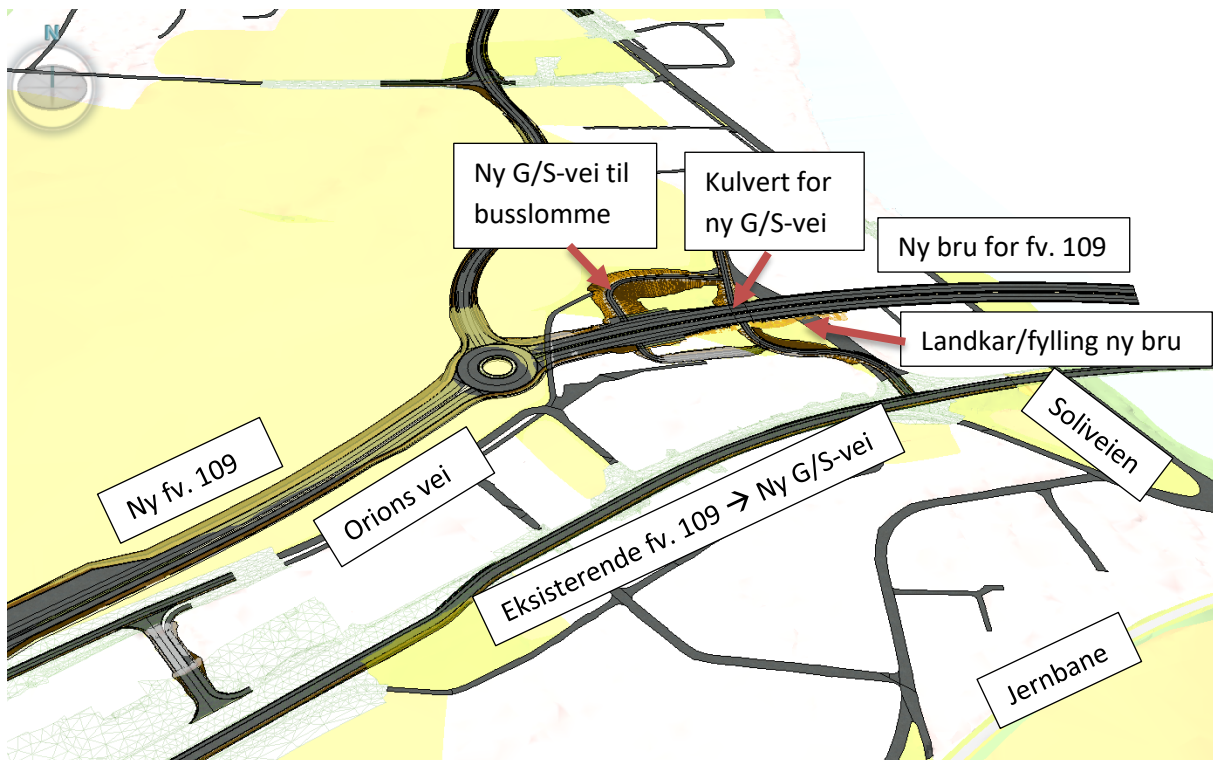 N
Ny G/S-vei til
busslomme
Kulvert for
ny G/S-vei
Ny bru for fv. 109
Landkar/fylling ny bru
Soliveien
Ny fv. 109
Orions vei
Eksisterende fv. 109 → Ny G/S-vei
Jernbane